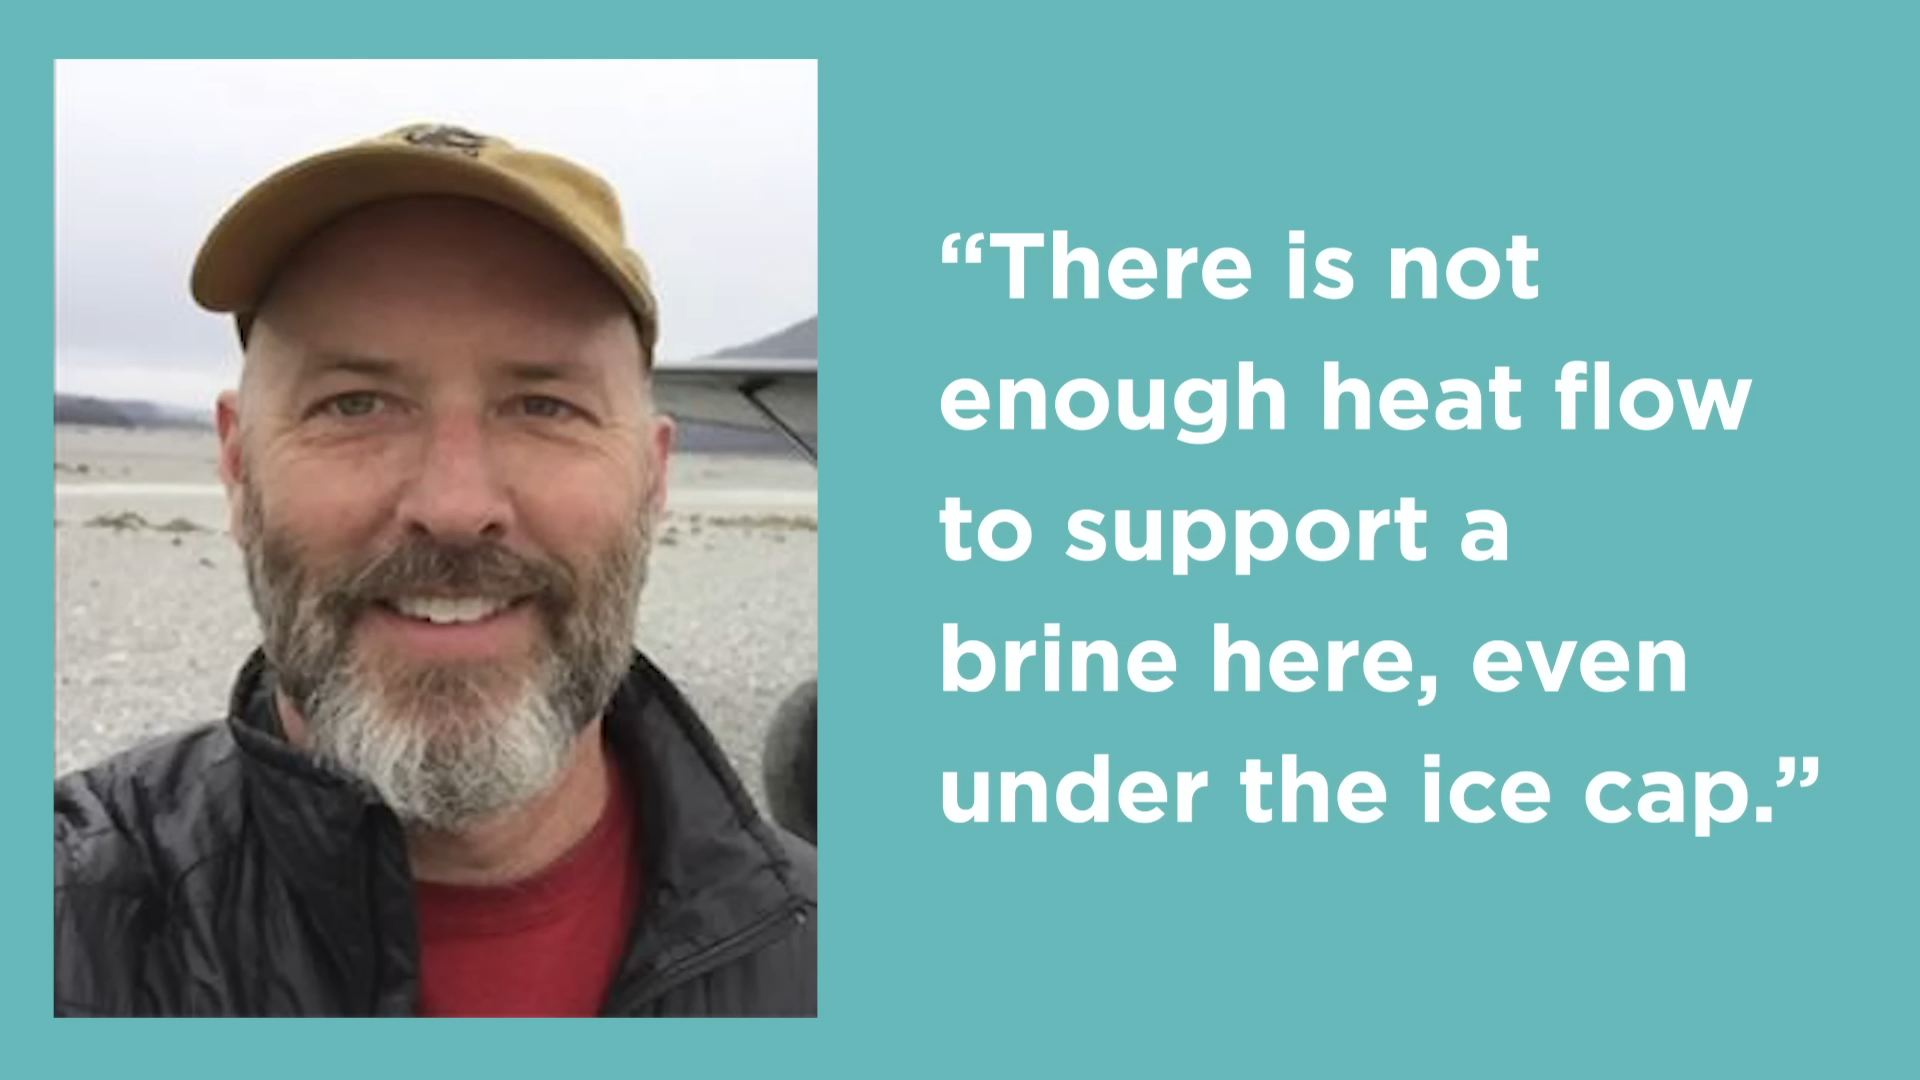 “There is not
enough heat flow
to support a
brine here, even
under the ice cap.”